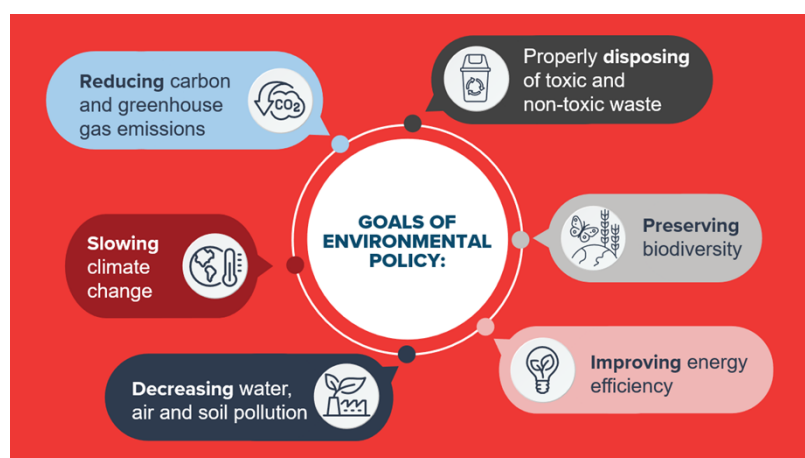 GOALS OF
ENVIRONMENTAL
POLICY:
Reducing carbon
and greenhouse
gas emissions
CO2
Properly disposing
of toxic and
non-toxic waste
Slowing
climate
change
Preserving
biodiversity
Decreasing water,
air and soil pollution
Improving energy
efficiency